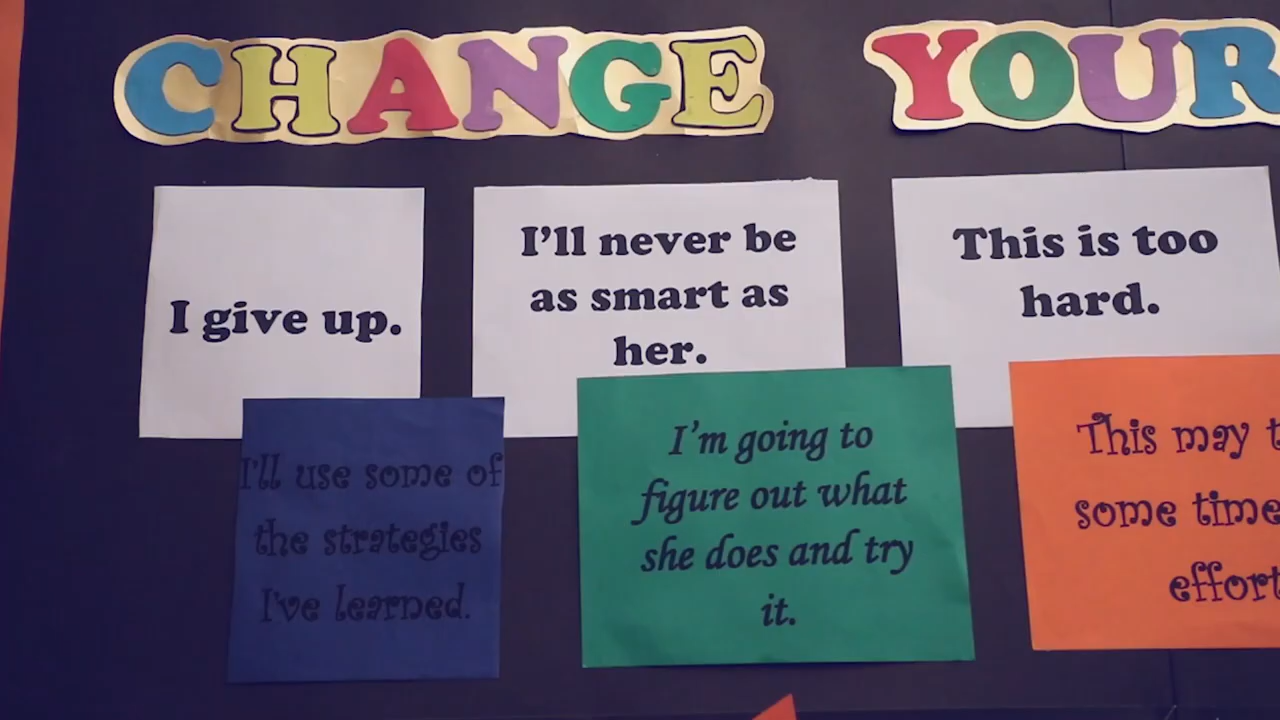 CHANGE YOUR
I give up.
I'll never be
as smart as
her.
This is too
hard.
I'll use some of
the strategies
I've learned.
I'm going to
figure out what
she does and try
it.
This may
some time
effort